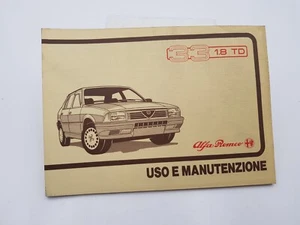 33 1.8 TD
Alfa Romeo
USO E MANUTENZIONE